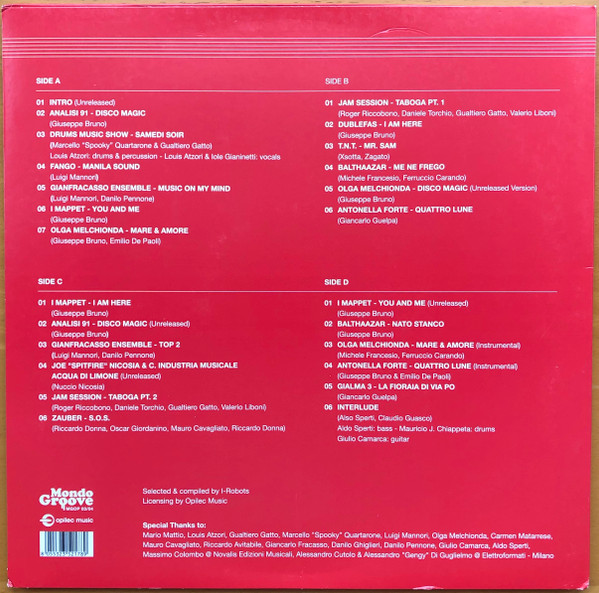 SIDE A
01 INTRO (Unreleased)
02 ANALISI 91 - DISCO MAGIC
(Giuseppe Bruno)
03 DRUMS MUSIC SHOW - SAMEDI SOIR
(Marcello "Spooky" Quartarone & Gualtiero Gatto)
Louis Atzori: drums & percussion - Louis Atzori & Iole Gianinetti: vocals
04 FANGO - MANILA SOUND
(Luigi Mannori)
05 GIANFRACASSO ENSEMBLE - MUSIC ON MY MIND
(Luigi Mannori, Danilo Pennone)
06 I MAPPET - YOU AND ME
(Giuseppe Bruno)
07 OLGA MELCHIONDA - MARE & AMORE
(Giuseppe Bruno, Emilio De Paoli)
SIDE B
01 JAM SESSION - TABOGA PT. 1
(Roger Riccobono, Daniele Torchio, Gualtiero Gatto, Valerio Liboni)
02 DUBLEFAS - I AM HERE
(Giuseppe Bruno)
03 T.N.T. - MR. SAM
(Xaotta, Zagato)
04 BALTHAAZAR - ME NE FREGO
(Michele Francesio, Ferruccio Carando)
05 OLGA MELCHIONDA - DISCO MAGIC (Unreleased Version)
(Giuseppe Bruno)
06 ANTONELLA FORTE - QUATTRO LUNE
(Giancarlo Guelpa)
SIDE C
01 I MAPPET - I AM HERE
(Giuseppe Bruno)
02 ANALISI 91 - DISCO MAGIC (Unreleased)
(Giuseppe Bruno)
03 GIANFRACASSO ENSEMBLE - TOP 2
(Luigi Mannori, Danilo Pennone)
04 JOE "SPITFIRE" NICOSIA & C. INDUSTRIA MUSICALE
ACQUA DI LIMONE (Unreleased)
(Nuccio Nicosia)
05 JAM SESSION - TABOGA PT. 2
(Roger Riccobono, Daniele Torchio, Gualtiero Gatto, Valerio Liboni)
06 ZAUBER - S.O.S.
(Riccardo Donna, Oscar Giordanino, Mauro Cavagliato, Riccardo Donna)
SIDE D
01 I MAPPET - YOU AND ME (Unreleased)
(Giuseppe Bruno)
02 BALTHAAZAR - NATO STANCO
(Giuseppe Bruno)
03 OLGA MELCHIONDA - MARE & AMORE (Instrumental)
(Michele Francesio, Ferruccio Carando)
04 ANTONELLA FORTE - QUATTRO LUNE (Instrumental)
(Giuseppe Bruno & Emilio De Paoli)
05 GIALMA 3 - LA FIORAIA DI VIA PO
(Giancarlo Guelpa)
06 INTERLUDE
(Also Sperti, Claudio Guasco)
Aldo Sperti: bass - Mauricio J. Chiappeta: drums
Giulio Camarca: guitar
Mondo
Groove
MGOP 03/04
opilec music
Selected & compiled by I-Robots
Licensing by Opilec Music
Special Thanks to:
Mario Mattio, Louis Atzori, Gualtiero Gatto, Marcello "Spooky" Quartarone, Luigi Mannori, Olga Melchionda, Carmen Matarrese,
Mauro Cavagliato, Riccardo Avitabile, Giancarlo Fracasso, Danilo Ghiglieri, Danilo Pennone, Giulio Camarca, Aldo Sperti,
Massimo Colombo @ Novalis Edizioni Musicali, Alessandro Cutolo & Alessandro "Gengy" Di Guglielmo @ Elettroformati - Milano